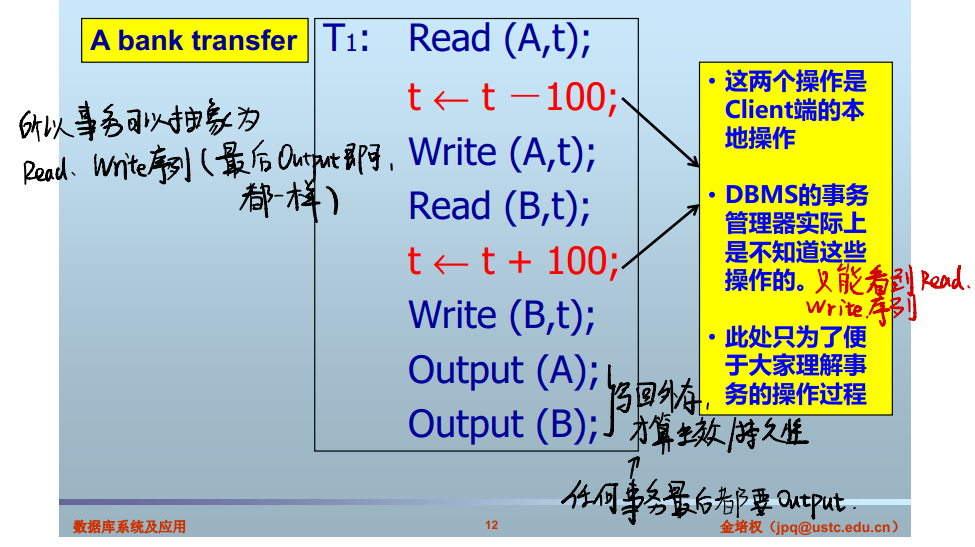 A bank transfer
T1: Read (A,t);
t ← t －100;
Write (A,t);
Read (B,t);
t ← t + 100;
Write (B,t);
Output (A);
Output (B);
所以事务可以抽象为
Read、Write序列(最后Output即可,
都一样)
• 这两个操作是
Client端的本
地操作
• DBMS的事务
管理器实际上
是不知道这些
操作的。
只能看到Read、
Write序列
• 此处只为了便
于大家理解事
务的操作过程
写回外存,
才算生效/持久性
↑
任何事务最后都要Output.
数据库系统及应用
12
金培权（jpq@ustc.edu.cn）